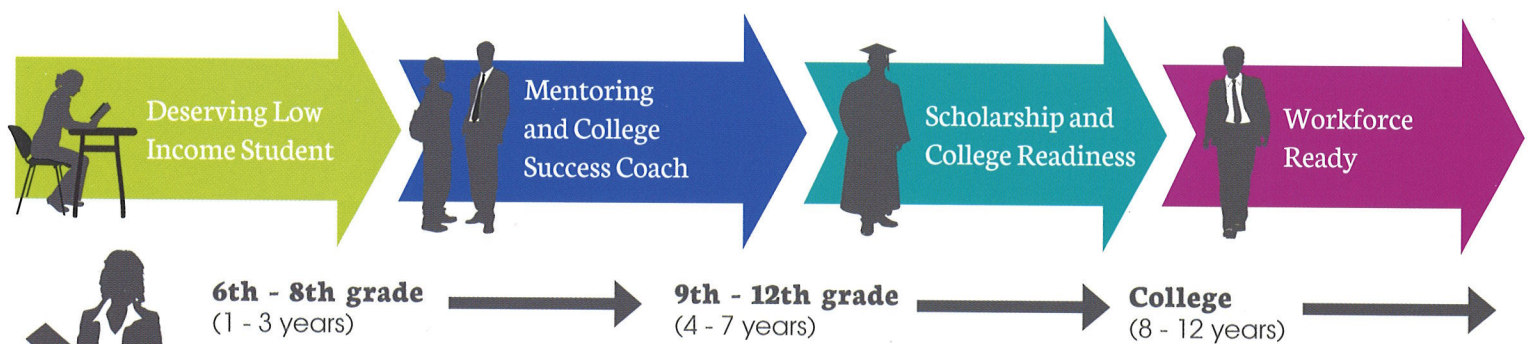 Deserving Low
Income Student
Mentoring
and College
Success Coach
Scholarship and
College Readiness
Workforce
Ready
6th - 8th grade
(1 - 3 years)
9th - 12th grade
(4 - 7 years)
College
(8 - 12 years)